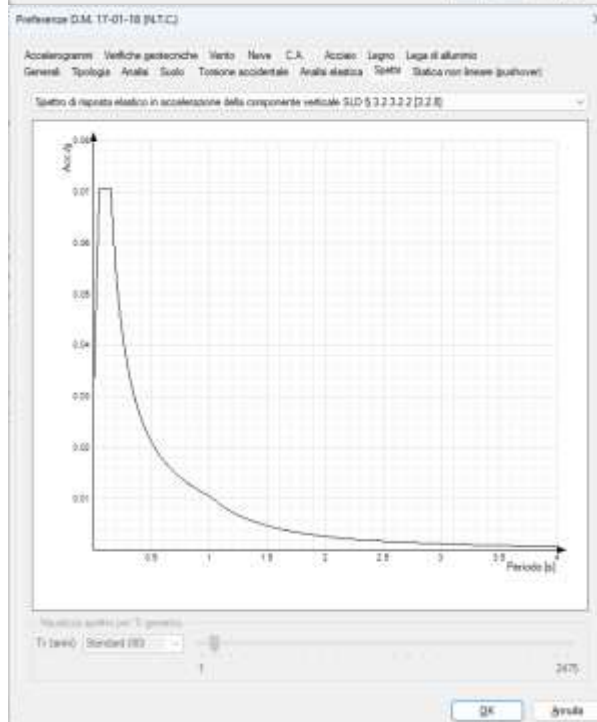 Preferenze D.M. 17-01-18 (N.T.C.)
Accelerogrammi Verifiche geotecniche Vento Neve C.A. Acciaio Legno Lega di alluminio
Generali Tipologia Analisi Suolo Torsione accidentale Analisi elastica Spettri Statica non lineare (pushover)
Spettro di risposta elastico in accelerazione della componente verticale SLD § 3.2.3.2.2 [3.2.8]
Acc./g
0.08
0.07
0.06
0.05
0.04
0.03
0.02
0.01
0.5 1 1.5 2 2.5 3 3.5 4
Periodo [s]
Visualizza spettro per Tr generico
Tr (anni) Standard (50)
1 2475
OK Annulla